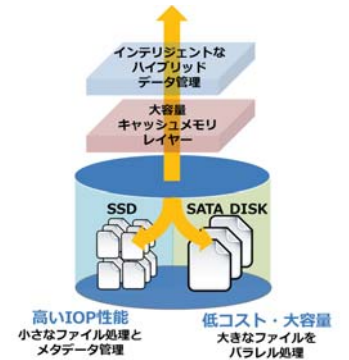 インテリジェントな
ハイブリッド
データ管理
大容量
キャッシュメモリ
レイヤー
SSD
SATA DISK
高いIOP性能
小さなファイル処理と
メタデータ管理
低コスト・大容量
大きなファイルを
パラレル処理